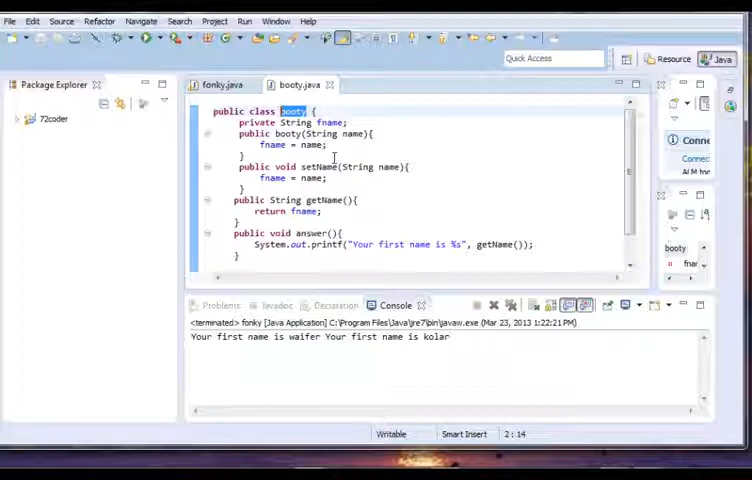 File Edit Source Refactor Navigate Search Project Run Window Help
Quick Access
Resource Java
Package Explorer
fonky.java booty.java
72coder
public class booty {
private String fname;
public booty(String name){
fname = name;
}
public void setName(String name){
fname = name;
}
public String getName(){
return fname;
}
public void answer(){
System.out.printf("Your first name is %s", getName());
}
Conne
Connec
ALM too
booty
fnar
Problems Javadoc Declaration Console
<terminated> fonky [Java Application] C:\Program Files\Java\jre7\bin\javaw.exe (Mar 23, 2013 1:22:21 PM)
Your first name is waifer Your first name is kolar
Writable Smart Insert 2 : 14